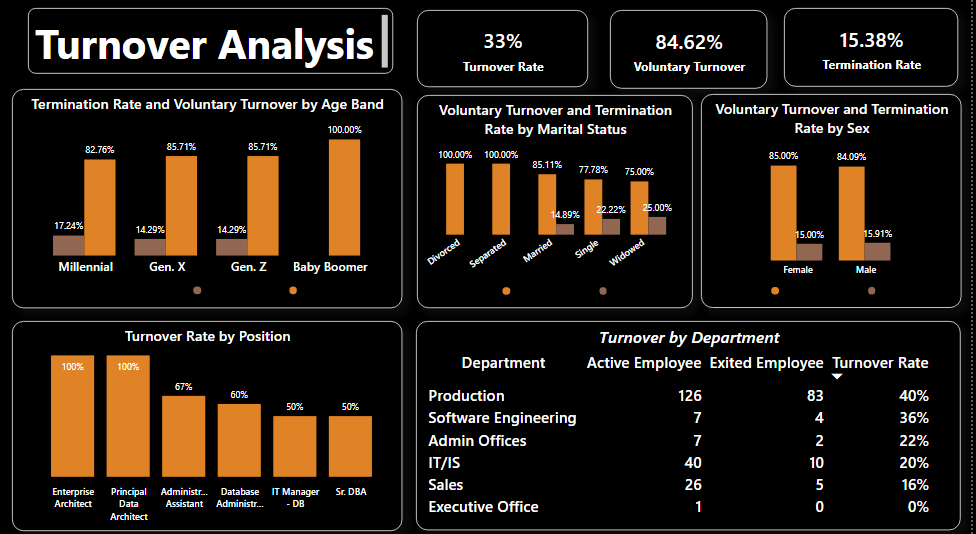 Turnover Analysis
33%
Turnover Rate
84.62%
Voluntary Turnover
15.38%
Termination Rate
Termination Rate and Voluntary Turnover by Age Band
17.24%
82.76%
14.29%
85.71%
14.29%
85.71%
100.00%
Millennial
Gen. X
Gen. Z
Baby Boomer
Voluntary Turnover and Termination
Rate by Marital Status
100.00%
100.00%
85.11%
14.89%
77.78%
22.22%
75.00%
25.00%
Divorced
Separated
Married
Single
Widowed
Voluntary Turnover and Termination
Rate by Sex
85.00%
15.00%
84.09%
15.91%
Female
Male
Turnover Rate by Position
100%
100%
67%
60%
50%
50%
Enterprise
Architect
Principal
Data
Architect
Administr...
Assistant
Database
Administr...
IT Manager
- DB
Sr. DBA
Turnover by Department
Department Active Employee Exited Employee Turnover Rate
Production 126 83 40%
Software Engineering 7 4 36%
Admin Offices 7 2 22%
IT/IS 40 10 20%
Sales 26 5 16%
Executive Office 1 0 0%